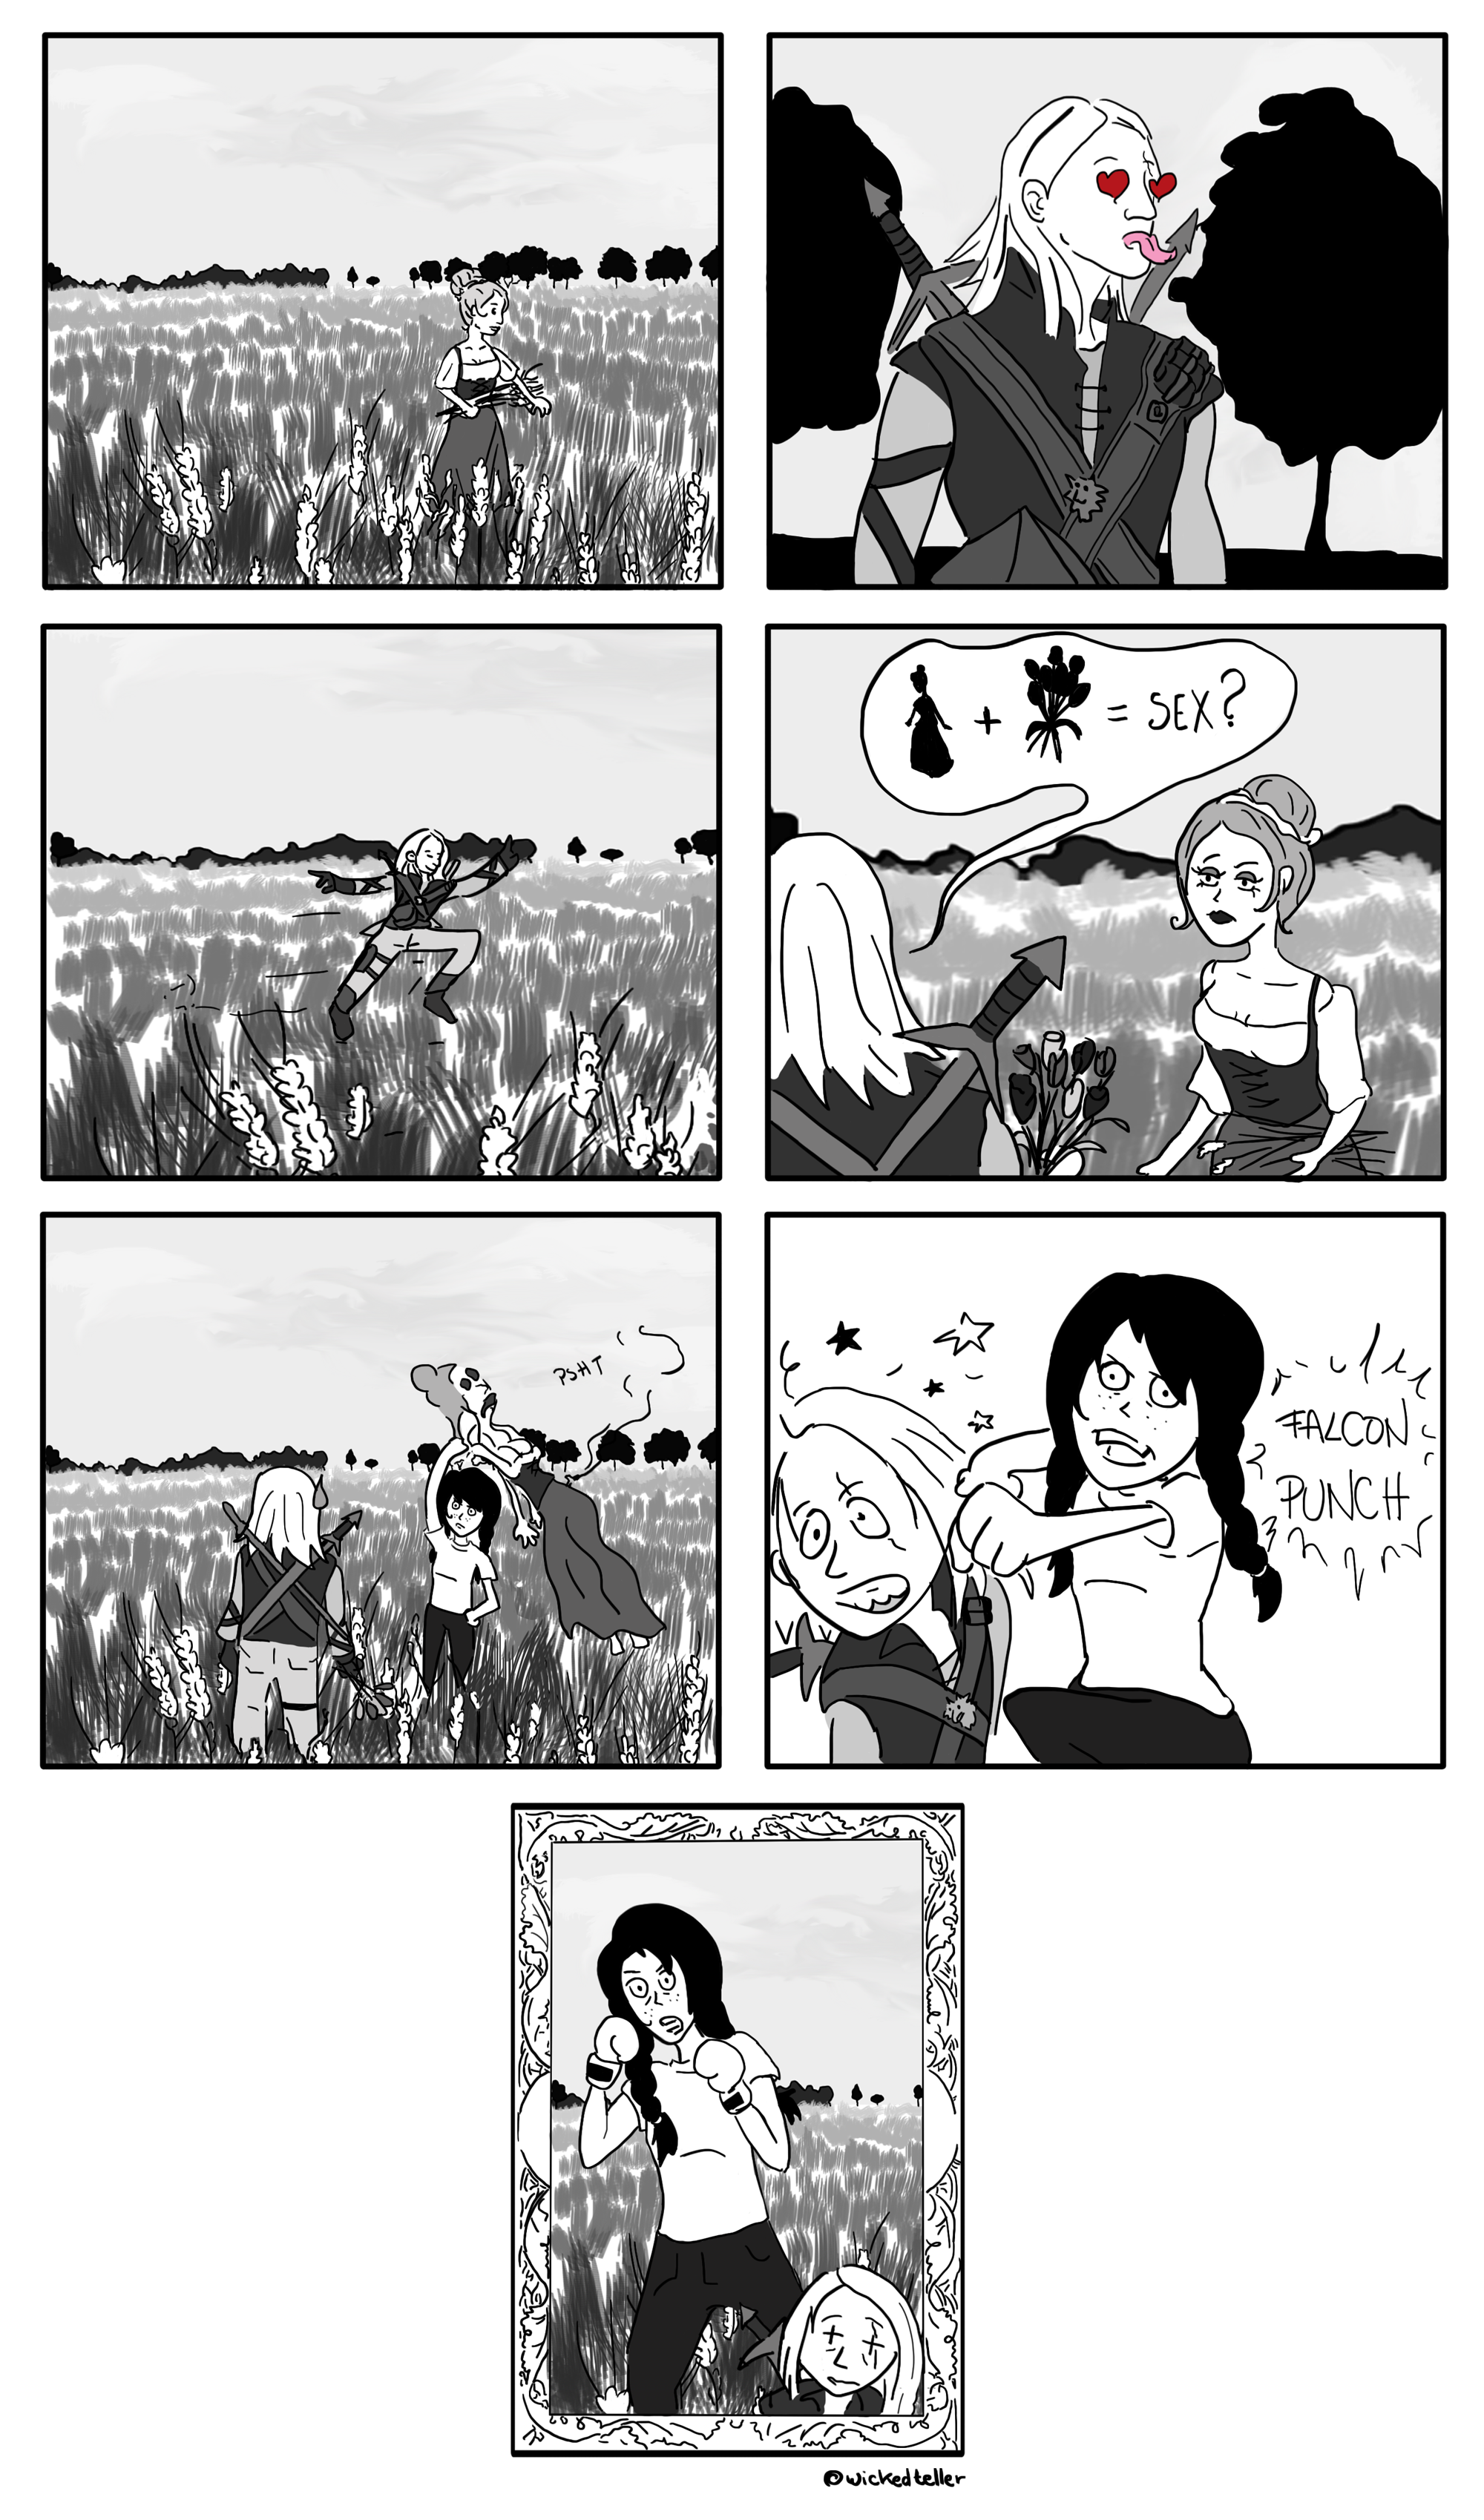 + = SEX?
PSHT
FALCON
PUNCH
@wickedteller